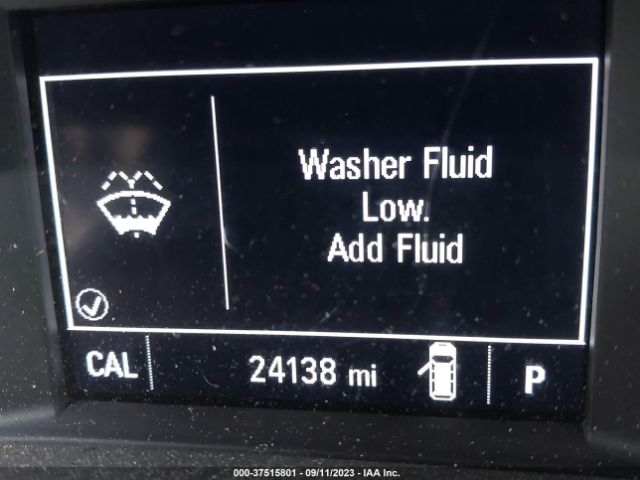 Washer Fluid
Low.
Add Fluid
CAL 24138 mi P
000-37515801 - 09/11/2023 - IAA Inc.